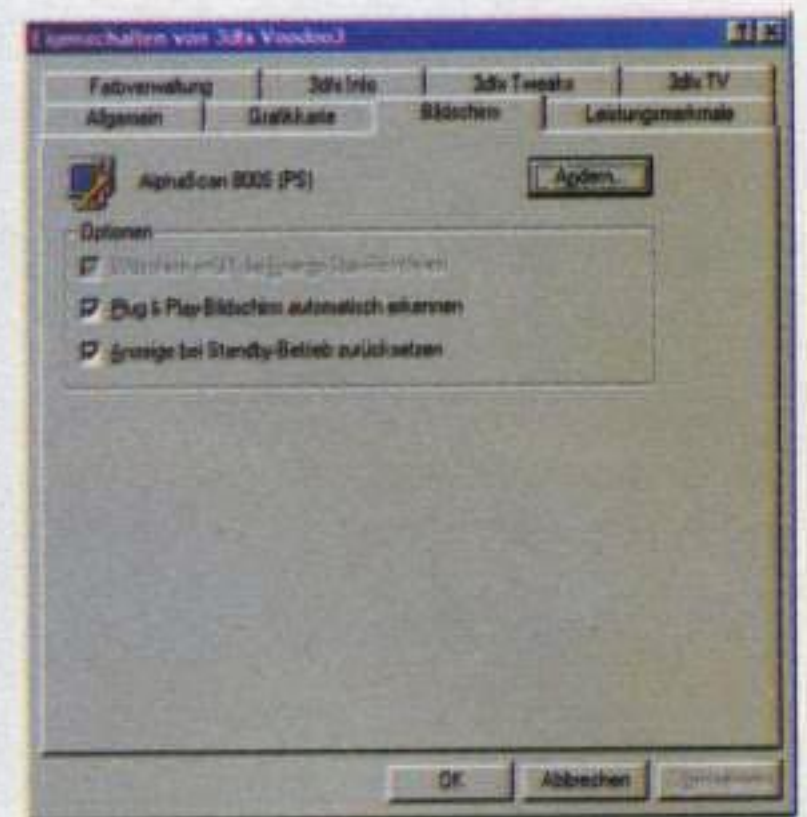 Eigenschaften von 3dfx Voodoo3
Farbverwaltung 3dfx Info 3dfx Tweaks 3dfx TV
Allgemein Grafikkarte Bildschirm Leistungsmerkmale
AlphaScan 800S (PS)
Ändern...
Optionen
Plug & Play-Bildschirm automatisch erkennen
Anzeige bei Standby-Betrieb zurücksetzen
OK Abbrechen